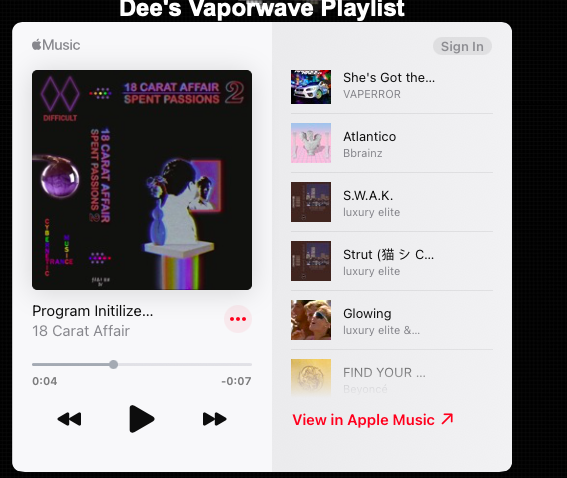 Dee's Vaporwave Playlist
Music
Sign In
DIFFICULT
18 CARAT AFFAIR
SPENT PASSIONS 2
18 CARAT AFFAIR
SPENT PASSIONS 2
CYBERNETIC
MUSIC
TRANCE
Program Initilize...
18 Carat Affair
0:04
-0:07
She's Got the...
VAPERROR
Atlantico
Bbrainz
S.W.A.K.
luxury elite
Strut (猫 シ C...
luxury elite
Glowing
luxury elite &...
FIND YOUR ...
Beyoncé
View in Apple Music